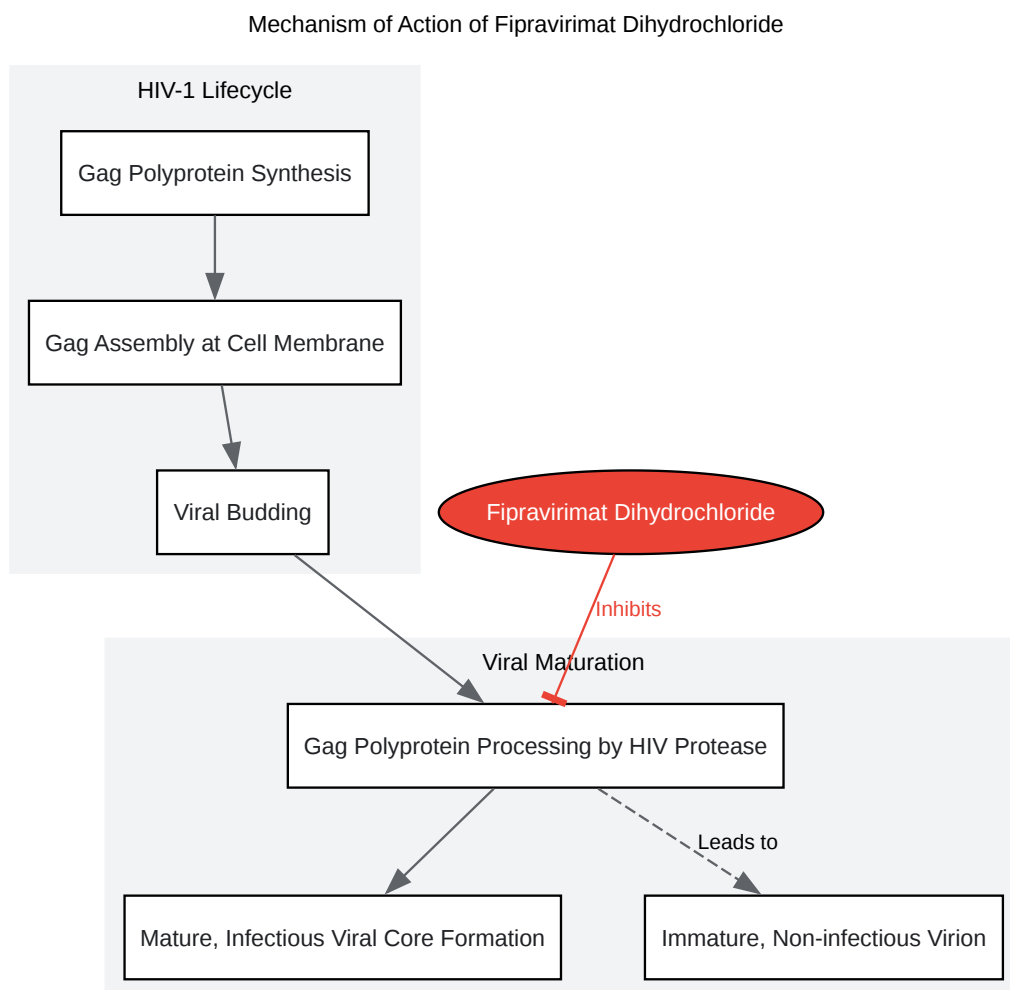 Mechanism of Action of Fipravirimat Dihydrochloride
HIV-1 Lifecycle
Gag Polyprotein Synthesis
Gag Assembly at Cell Membrane
Viral Budding
Fipravirimat Dihydrochloride
Inhibits
Viral Maturation
Gag Polyprotein Processing by HIV Protease
Leads to
Mature, Infectious Viral Core Formation
Immature, Non-infectious Virion